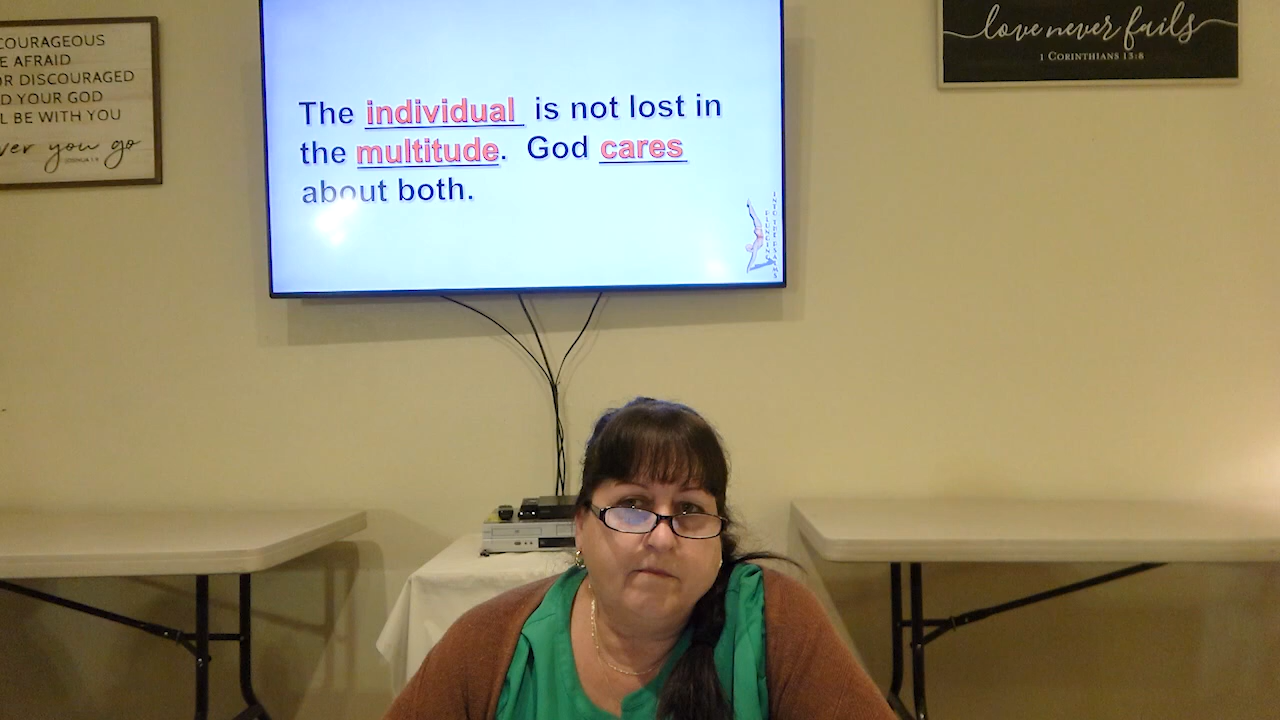 COURAGEOUS
E AFRAID
OR DISCOURAGED
D YOUR GOD
L BE WITH YOU
ver you go
The individual is not lost in
the multitude. God cares
about both.
love never fails
1 CORINTHIANS 13:8